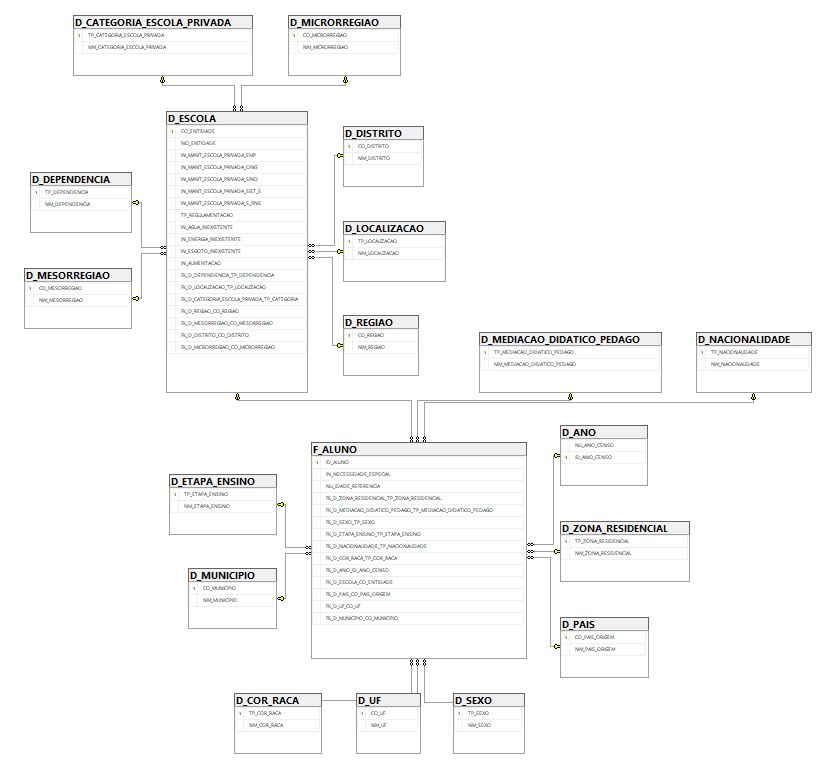 D_CATEGORIA_ESCOLA_PRIVADA
TP_CATEGORIA_ESCOLA_PRIVADA
NM_CATEGORIA_ESCOLA_PRIVADA
D_MICRORREGIAO
CO_MICRORREGIAO
NM_MICRORREGIAO
D_ESCOLA
CO_ENTIDADE
NO_ENTIDADE
IN_MANT_ESCOLA_PRIVADA_EMP
IN_MANT_ESCOLA_PRIVADA_ONG
IN_MANT_ESCOLA_PRIVADA_SIND
IN_MANT_ESCOLA_PRIVADA_SIST_S
IN_MANT_ESCOLA_PRIVADA_S_FINS
TP_REGULAMENTACAO
IN_AGUA_INEXISTENTE
IN_ENERGIA_INEXISTENTE
IN_ESGOTO_INEXISTENTE
IN_ALIMENTACAO
FK_D_DEPENDENCIA_TP_DEPENDENCIA
FK_D_LOCALIZACAO_TP_LOCALIZACAO
FK_D_CATEGORIA_ESCOLA_PRIVADA_TP_CATEGORIA
FK_D_REGIAO_CO_REGIAO
FK_D_MESORREGIAO_CO_MESORREGIAO
FK_D_DISTRITO_CO_DISTRITO
FK_D_MICRORREGIAO_CO_MICRORREGIAO
D_DISTRITO
CO_DISTRITO
NM_DISTRITO
D_DEPENDENCIA
TP_DEPENDENCIA
NM_DEPENDENCIA
D_LOCALIZACAO
TP_LOCALIZACAO
NM_LOCALIZACAO
D_MESORREGIAO
CO_MESORREGIAO
NM_MESORREGIAO
D_REGIAO
CO_REGIAO
NM_REGIAO
D_MEDIACAO_DIDATICO_PEDAGO
TP_MEDIACAO_DIDATICO_PEDAGO
NM_MEDIACAO_DIDATICO_PEDAGO
D_NACIONALIDADE
TP_NACIONALIDADE
NM_NACIONALIDADE
F_ALUNO
ID_ALUNO
IN_NECESSIDADE_ESPECIAL
NU_IDADE_REFERENCIA
FK_D_ZONA_RESIDENCIAL_TP_ZONA_RESIDENCIAL
FK_D_MEDIACAO_DIDATICO_PEDAGO_TP_MEDIACAO_DIDATICO_PEDAGO
FK_D_SEXO_TP_SEXO
FK_D_ETAPA_ENSINO_TP_ETAPA_ENSINO
FK_D_NACIONALIDADE_TP_NACIONALIDADE
FK_D_COR_RACA_TP_COR_RACA
FK_D_ANO_ID_ANO_CENSO
FK_D_ESCOLA_CO_ENTIDADE
FK_D_PAIS_CO_PAIS_ORIGEM
FK_D_UF_CO_UF
FK_D_MUNICIPIO_CO_MUNICIPIO
D_ANO
NU_ANO_CENSO
ID_ANO_CENSO
D_ETAPA_ENSINO
TP_ETAPA_ENSINO
NM_ETAPA_ENSINO
D_ZONA_RESIDENCIAL
TP_ZONA_RESIDENCIAL
NM_ZONA_RESIDENCIAL
D_MUNICIPIO
CO_MUNICIPIO
NM_MUNICIPIO
D_PAIS
CO_PAIS_ORIGEM
NM_PAIS_ORIGEM
D_COR_RACA
TP_COR_RACA
NM_COR_RACA
D_UF
CO_UF
NM_UF
D_SEXO
TP_SEXO
NM_SEXO